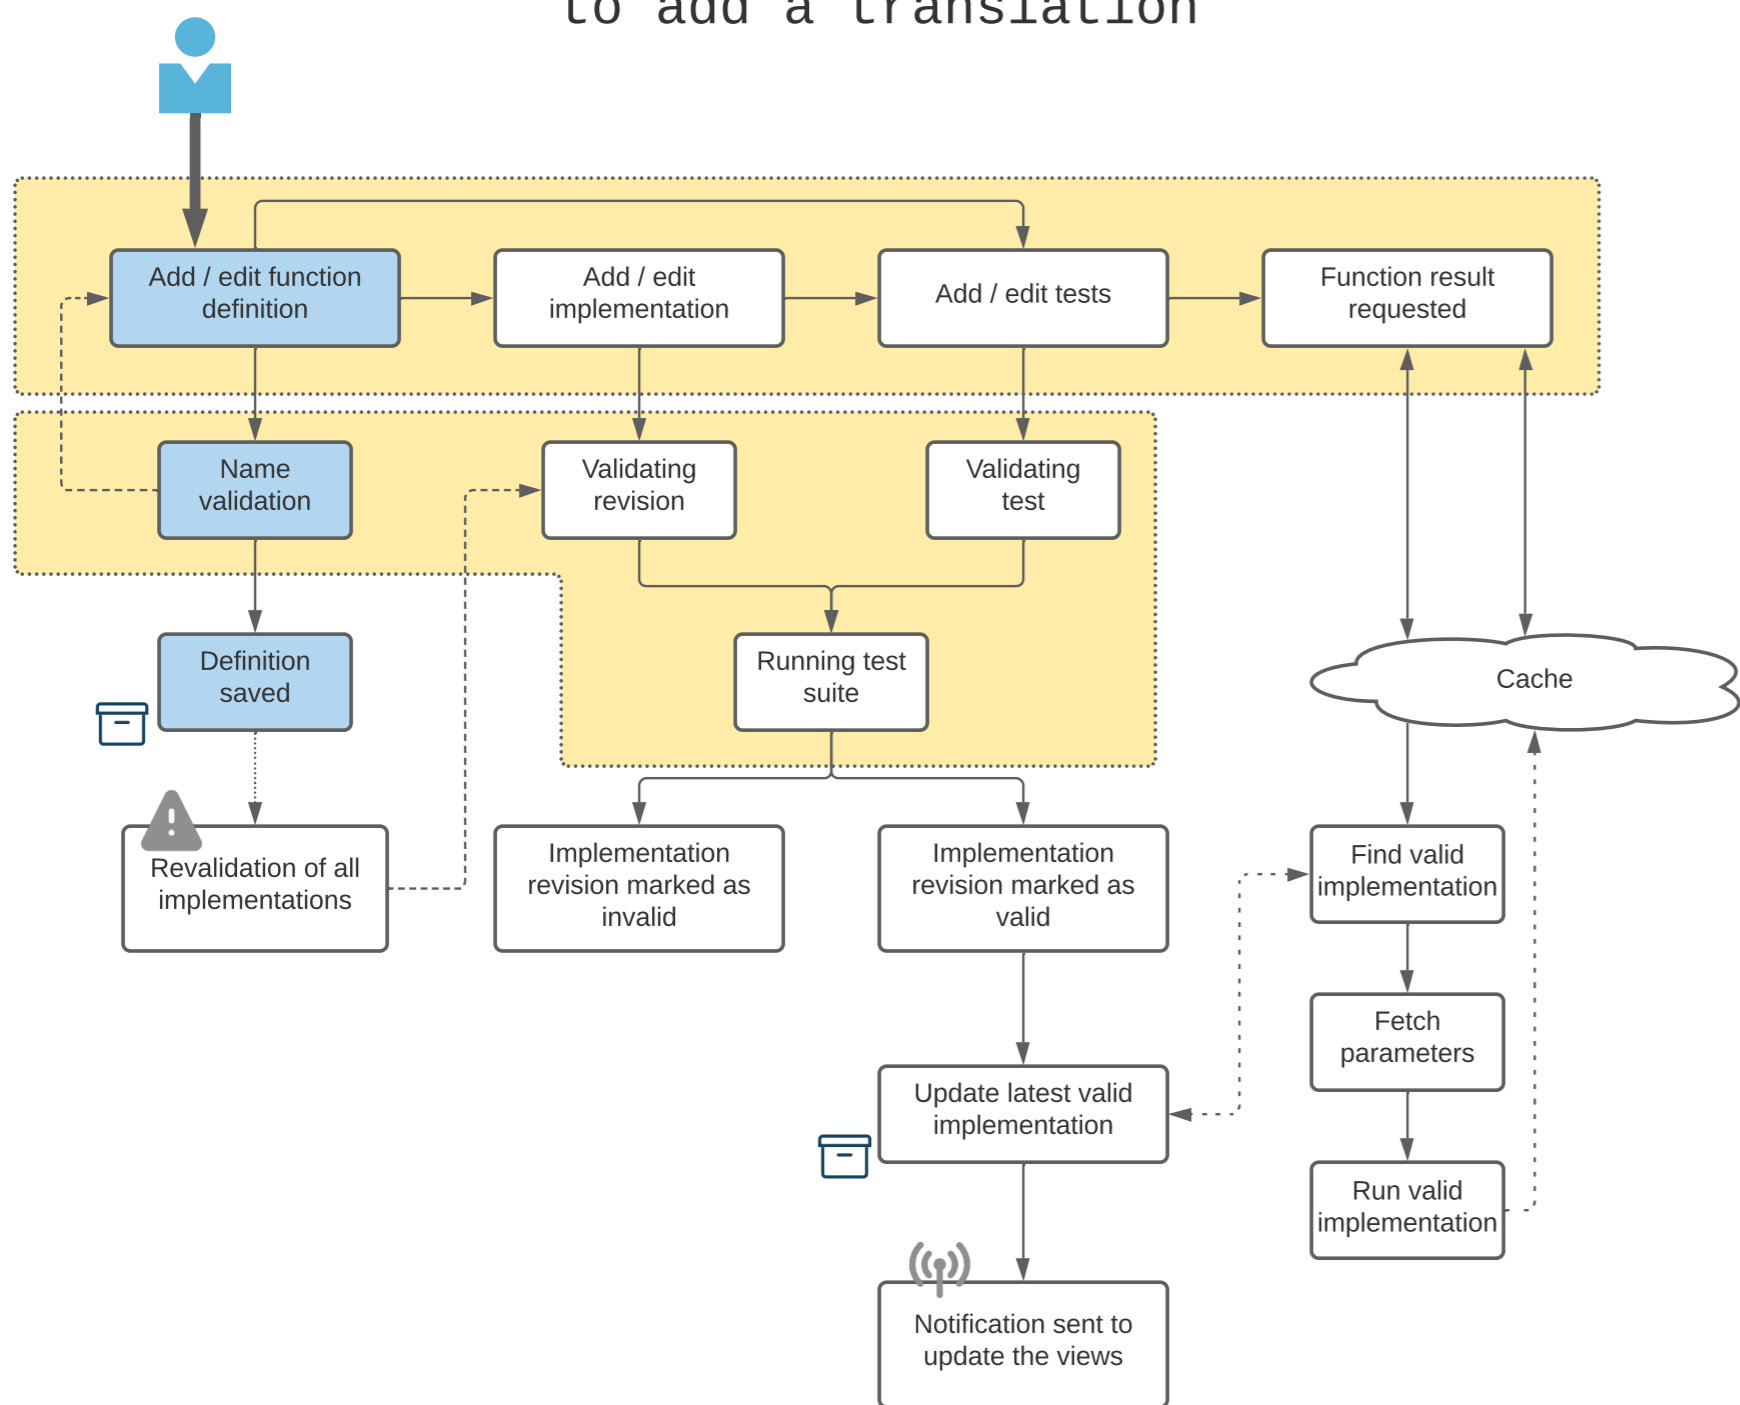 to add a translation
Add / edit function
definition
Add / edit
implementation
Add / edit tests
Function result
requested
Name
validation
Validating
revision
Validating
test
Definition
saved
Running test
suite
Cache
Revalidation of all
implementations
Implementation
revision marked as
invalid
Implementation
revision marked as
valid
Find valid
implementation
Fetch
parameters
Update latest valid
implementation
Run valid
implementation
Notification sent to
update the views